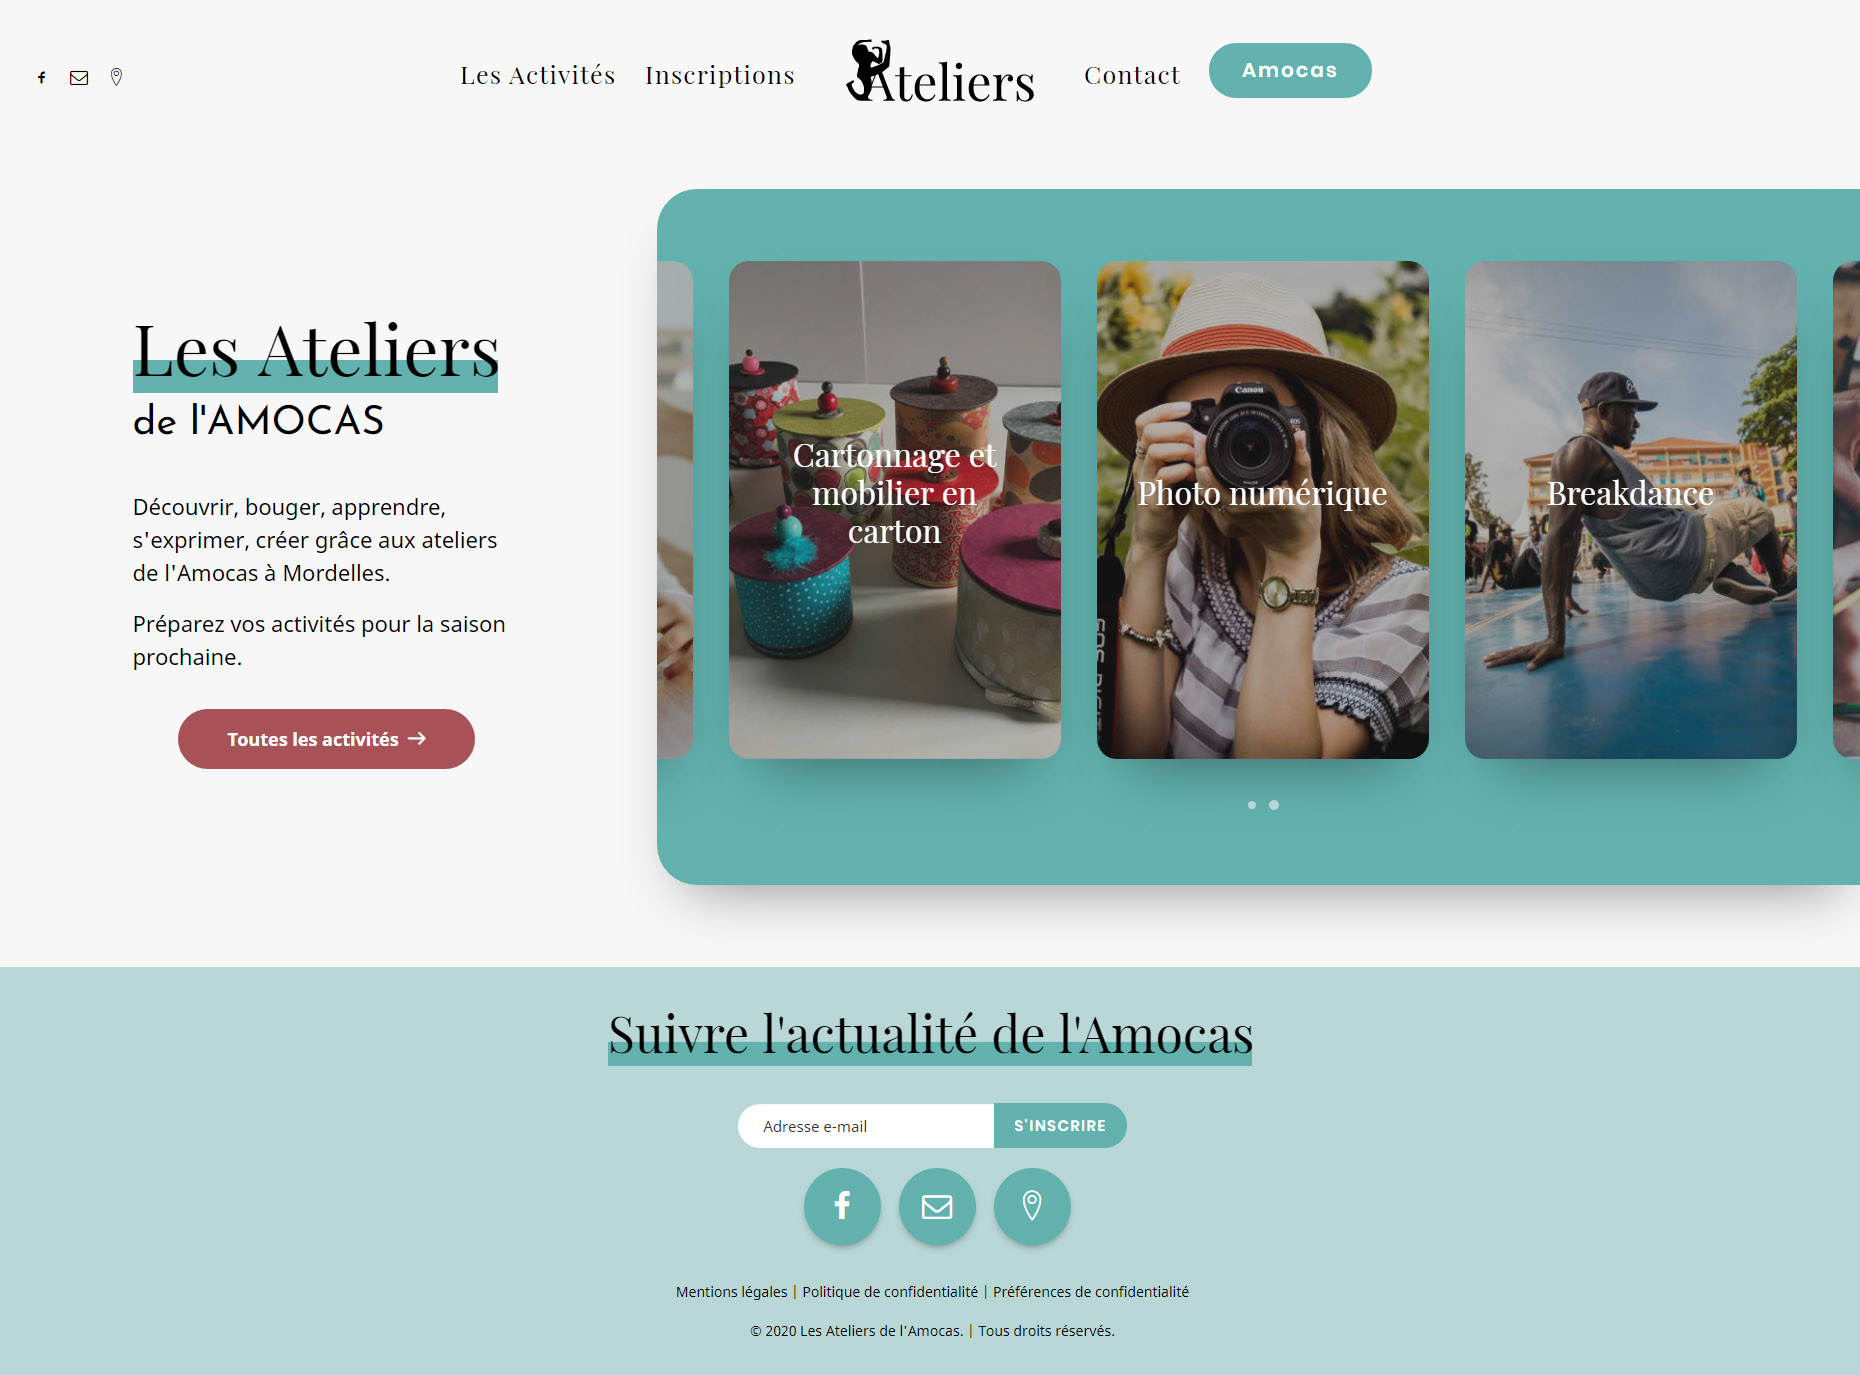 Les Activités
Inscriptions
Ateliers
Contact
Amocas
Les Ateliers
de l'AMOCAS
Découvrir, bouger, apprendre,
s'exprimer, créer grâce aux ateliers
de l'Amocas à Mordelles.
Préparez vos activités pour la saison
prochaine.
Toutes les activités
Cartonnage et
mobilier en
carton
Canon
EOS
Photo numérique
Breakdance
Suivre l'actualité de l'Amocas
Adresse e-mail
S'INSCRIRE
Mentions légales | Politique de confidentialité | Préférences de confidentialité
© 2020 Les Ateliers de l'Amocas. | Tous droits réservés.